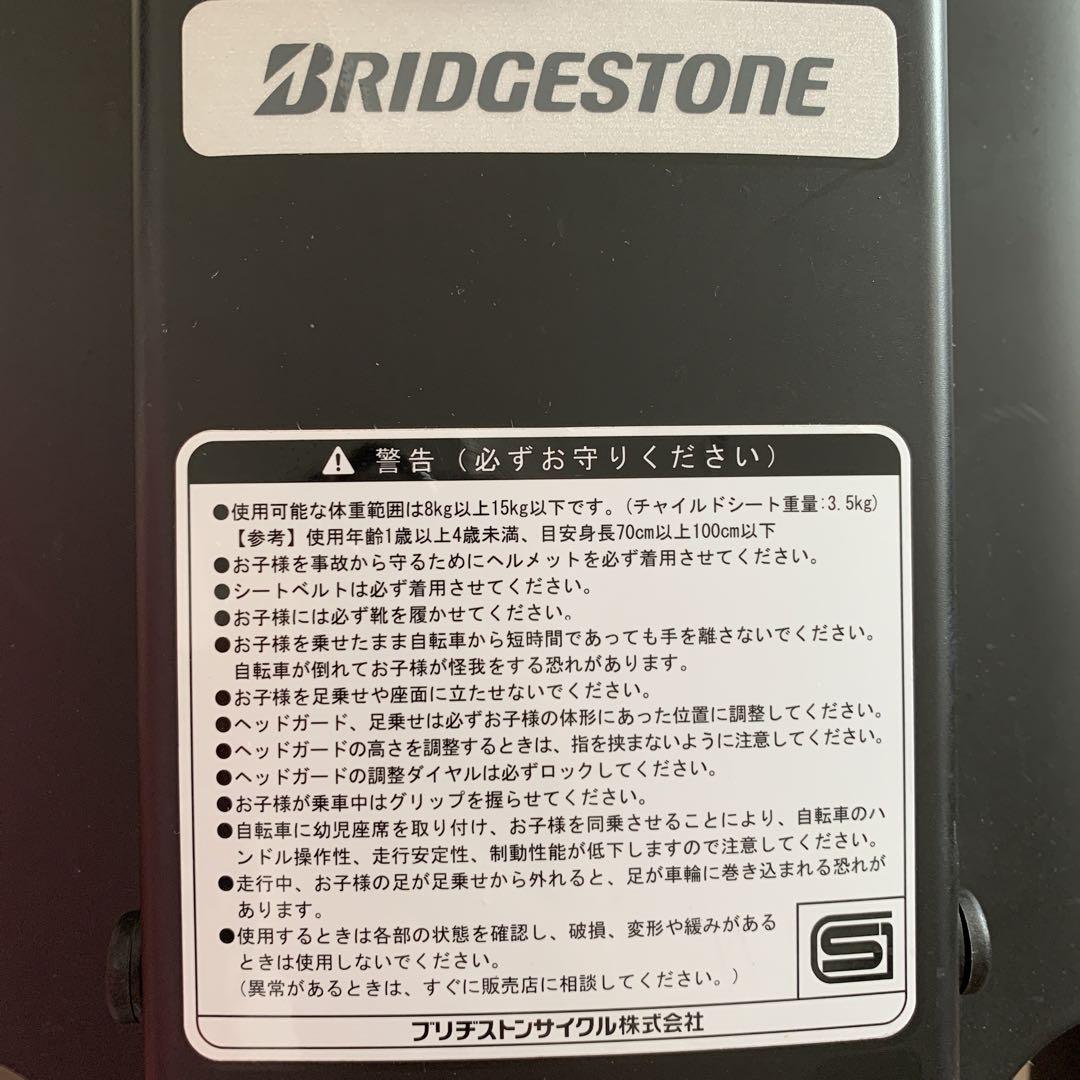 BRIDGESTONE
警告（必ずお守りください）
●使用可能な体重範囲は8kg以上15kg以下です。(チャイルドシート重量:3.5kg)
【参考】使用年齢1歳以上4歳未満、目安身長70cm以上100cm以下
●お子様を事故から守るためにヘルメットを必ず着用させてください。
●シートベルトは必ず着用させてください。
●お子様には必ず靴を履かせてください。
●お子様を乗せたまま自転車から短時間であっても手を離さないでください。
自転車が倒れてお子様が怪我をする恐れがあります。
●お子様を足乗せや座面に立たせないでください。
●ヘッドガード、足乗せは必ずお子様の体形にあった位置に調整してください。
●ヘッドガードの高さを調整するときは、指を挟まないように注意してください。
●ヘッドガードの調整ダイヤルは必ずロックしてください。
●お子様が乗車中はグリップを握らせてください。
●自転車に幼児座席を取り付け、お子様を同乗させることにより、自転車のハ
ンドル操作性、走行安定性、制動性能が低下しますので注意してください。
●走行中、お子様の足が足乗せから外れると、足が車輪に巻き込まれる恐れが
あります。
●使用するときは各部の状態を確認し、破損、変形や緩みがある
ときは使用しないでください。
(異常があるときは、すぐに販売店に相談してください。)
SG
ブリヂストンサイクル株式会社